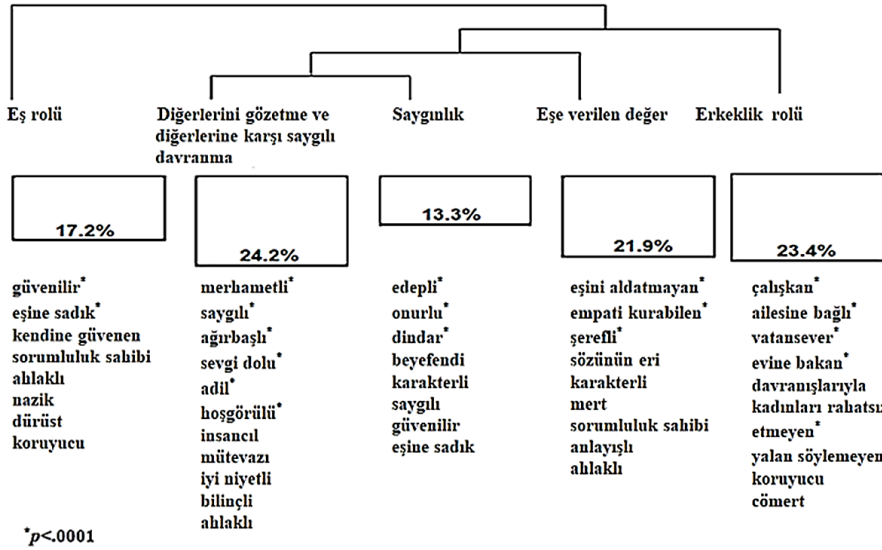 Eş rolü
Diğerlerini gözetme ve
diğerlerine karşı saygılı
davranma
Saygınlık
Eşe verilen değer
Erkeklik rolü
17.2%
24.2%
13.3%
21.9%
23.4%
güvenilir*
eşine sadık*
kendine güvenen
sorumluluk sahibi
ahlaklı
nazik
dürüst
koruyucu
merhametli*
saygılı*
ağırbaşlı*
sevgi dolu*
adil*
hoşgörülü*
insancıl
mütevazı
iyi niyetli
bilinçli
ahlaklı
edepli*
onurlu*
dindar*
beyefendi
karakterli
saygılı
güvenilir
eşine sadık
eşini aldatmayan*
empati kurabilen*
şerefli*
sözünün eri
karakterli
mert
sorumluluk sahibi
anlayışlı
ahlaklı
çalışkan*
ailesine bağlı*
vatansever*
evine bakan*
davranışlarıyla
kadınları rahatsız
etmeyen*
yalan söylemeyen
koruyucu
cömert
*p<.0001